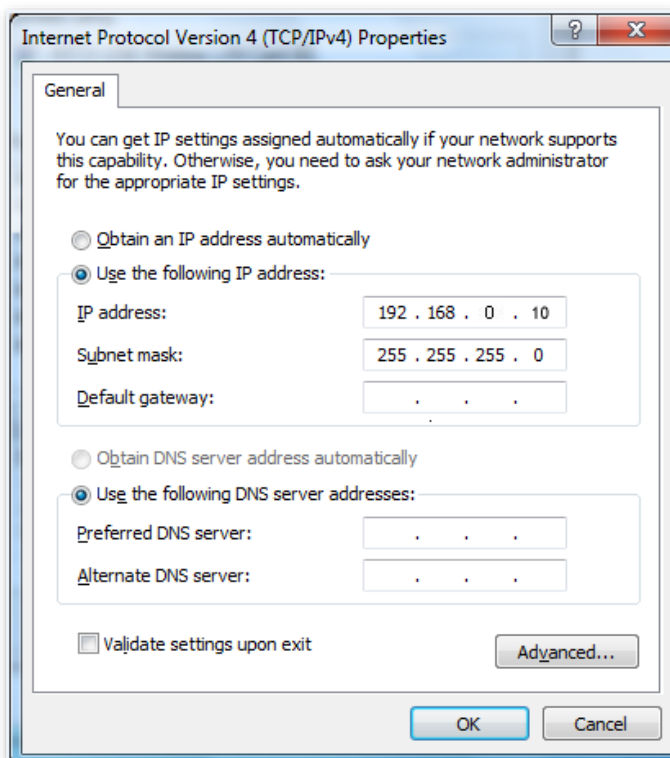 Internet Protocol Version 4 (TCP/IPv4) Properties
General
You can get IP settings assigned automatically if your network supports
this capability. Otherwise, you need to ask your network administrator
for the appropriate IP settings.
Obtain an IP address automatically
Use the following IP address:
IP address: 192 . 168 . 0 . 10
Subnet mask: 255 . 255 . 255 . 0
Default gateway: . . .
Obtain DNS server address automatically
Use the following DNS server addresses:
Preferred DNS server: . . .
Alternate DNS server: . . .
Validate settings upon exit
Advanced...
OK Cancel